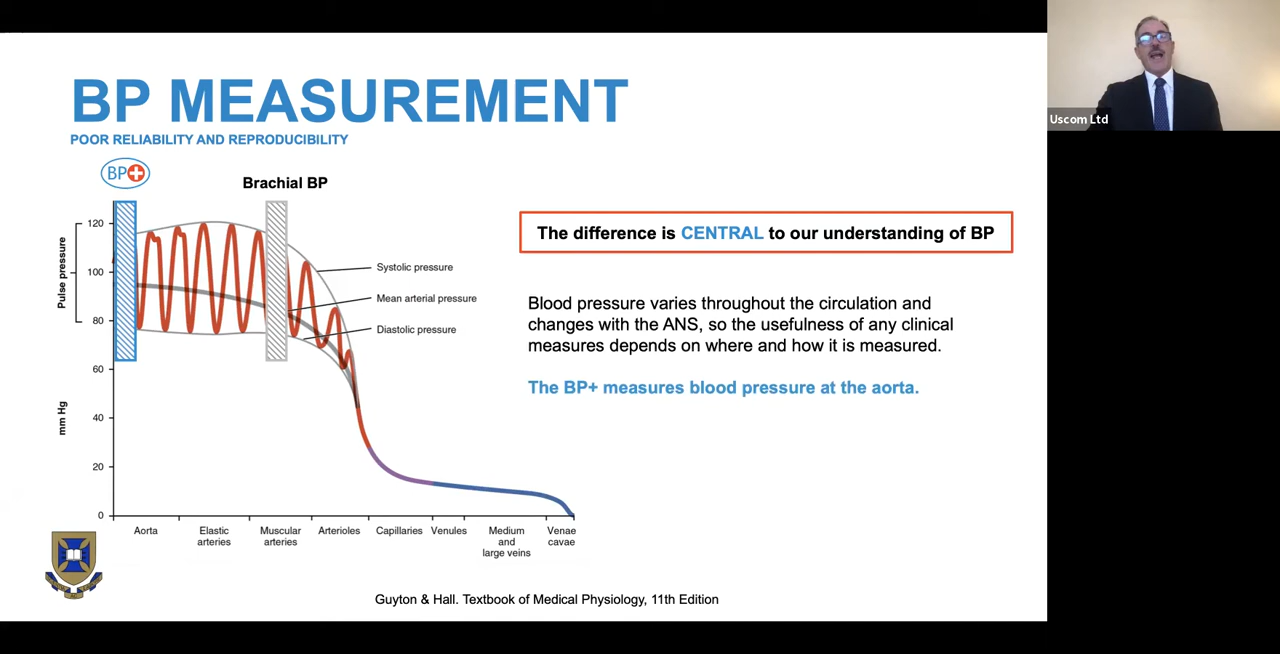 BP MEASUREMENT
POOR RELIABILITY AND REPRODUCIBILITY
BP
Brachial BP
Uscom Ltd
The difference is CENTRAL to our understanding of BP
Blood pressure varies throughout the circulation and
changes with the ANS, so the usefulness of any clinical
measures depends on where and how it is measured.
The BP+ measures blood pressure at the aorta.
Pulse pressure
mm Hg
120
100
80
60
40
20
0
Systolic pressure
Mean arterial pressure
Diastolic pressure
Aorta
Elastic
arteries
Muscular
arteries
Arterioles
Capillaries
Venules
Medium
and
large veins
Venae
cavae
Guyton & Hall. Textbook of Medical Physiology, 11th Edition